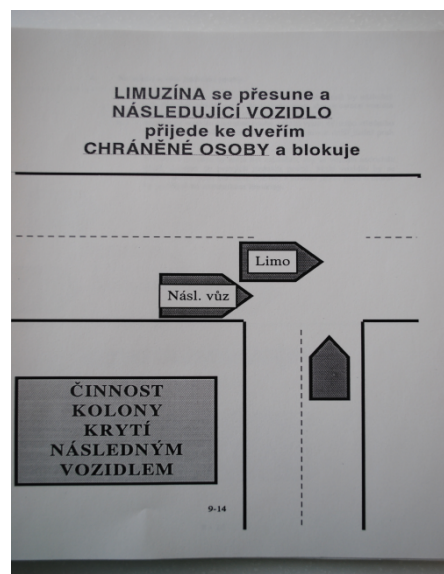 LIMUZÍNA se přesune a
NÁSLEDUJÍCÍ VOZIDLO
přijede ke dveřím
CHRÁNĚNÉ OSOBY a blokuje
Limo
Násl. vůz
ČINNOST
KOLONY
KRYTÍ
NÁSLEDNÝM
VOZIDLEM
9-14